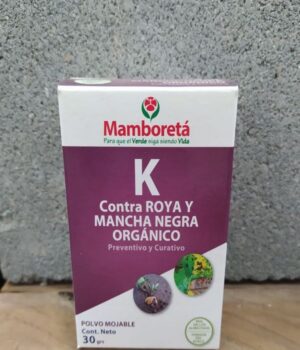 Mamboretá
Para que el Verde siga siendo Vida
K
Contra ROYA Y
MANCHA NEGRA
ORGÁNICO
Preventivo y Curativo
POLVO MOJABLE
Cont. Neto
30 grs